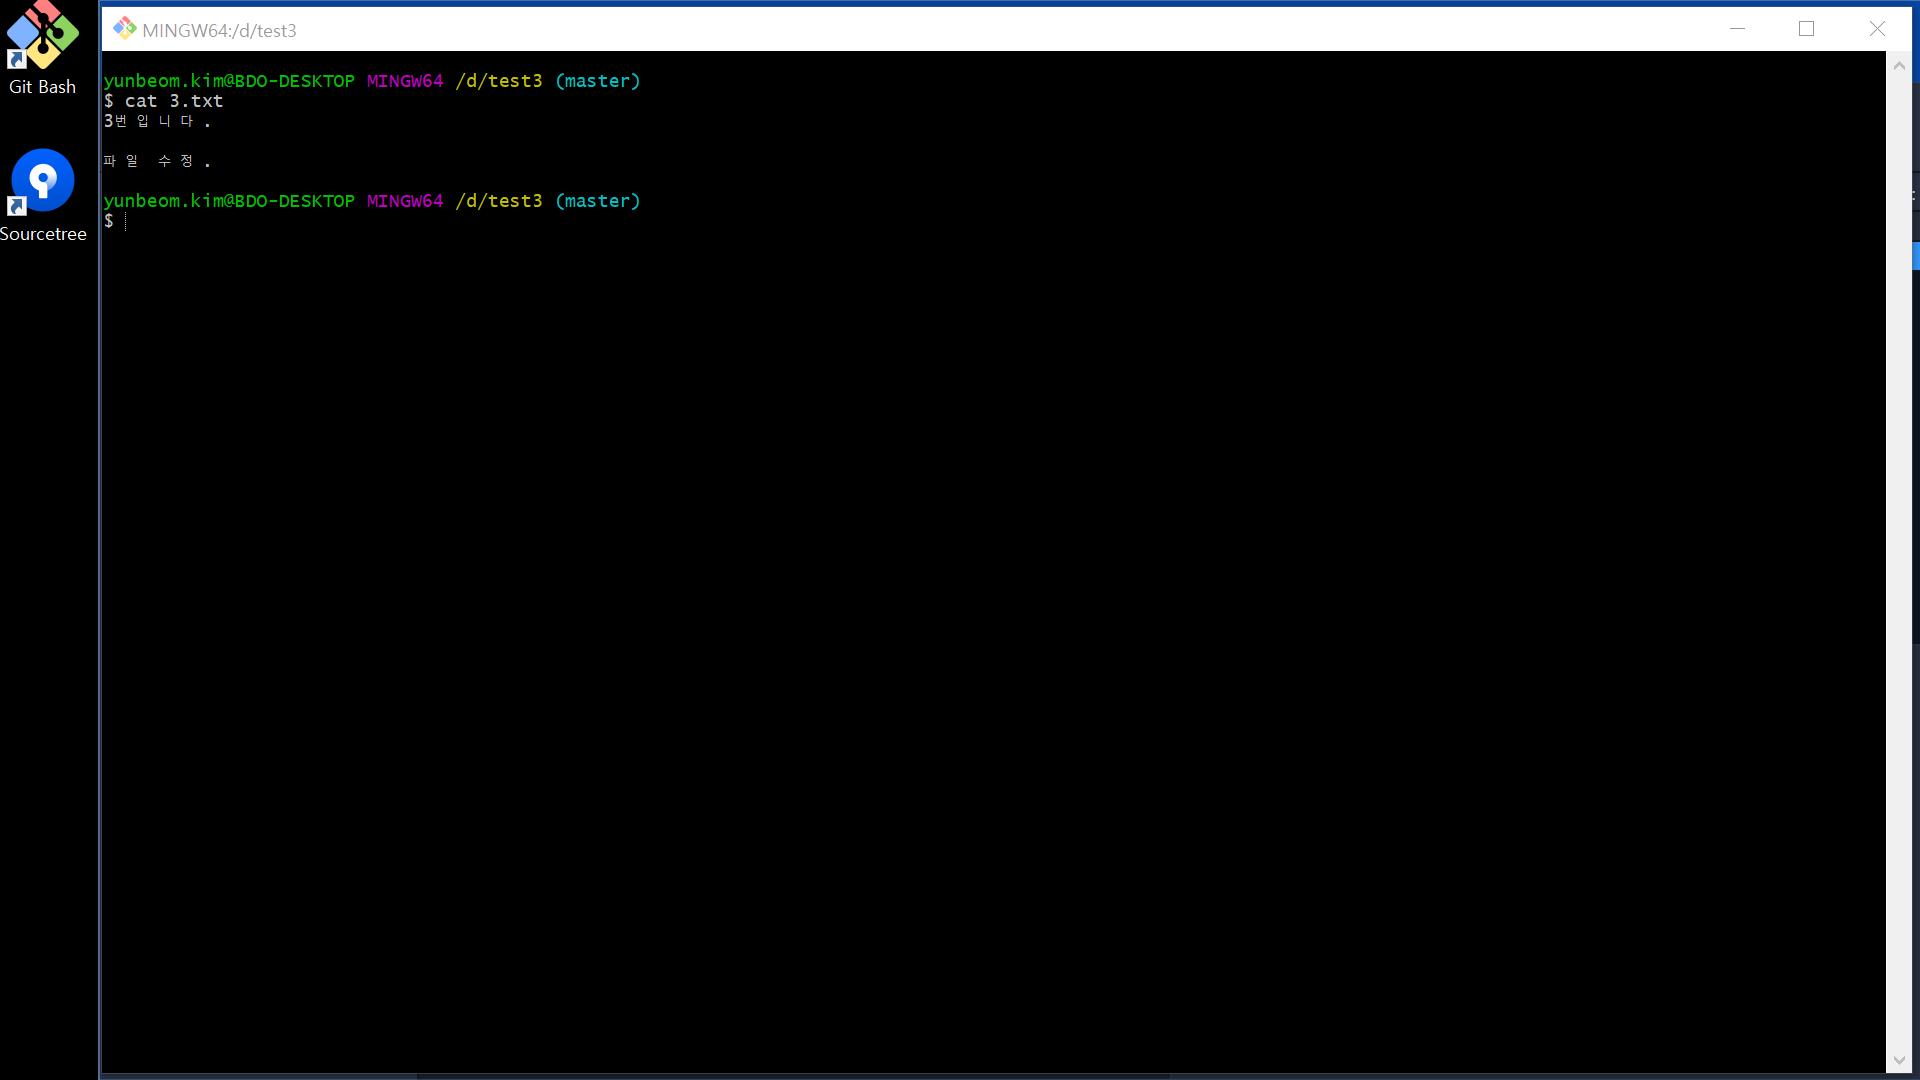 Git Bash
Sourcetree
MINGW64:/d/test3
yunbeom.kim@BDO-DESKTOP MINGW64 /d/test3 (master)
$ cat 3.txt
3번 입니다.
파일 수정.
yunbeom.kim@BDO-DESKTOP MINGW64 /d/test3 (master)
$